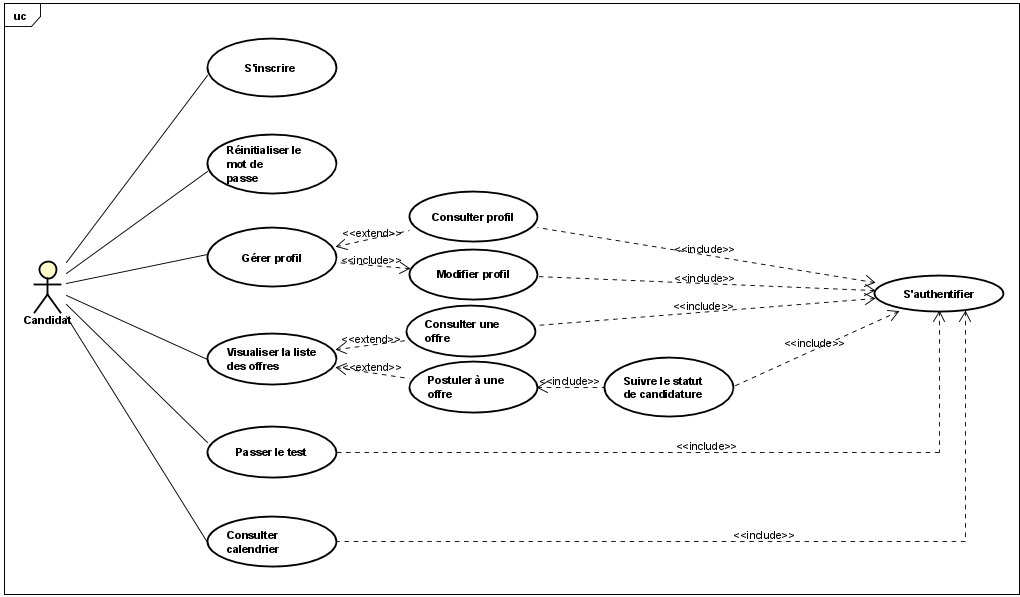 uc
S'inscrire
Réinitialiser le
mot de
passe
Consulter profil
<<extend>>
<<include>>
Gérer profil
<<include>>
Modifier profil
<<include>>
S'authentifier
Candidat
<<include>>
Consulter une
offre
<<extend>>
<<include>>
Visualiser la liste
des offres
<<extend>>
Postuler à une
offre
<<include>>
Suivre le statut
de candidature
Passer le test
<<include>>
Consulter
calendrier
<<include>>